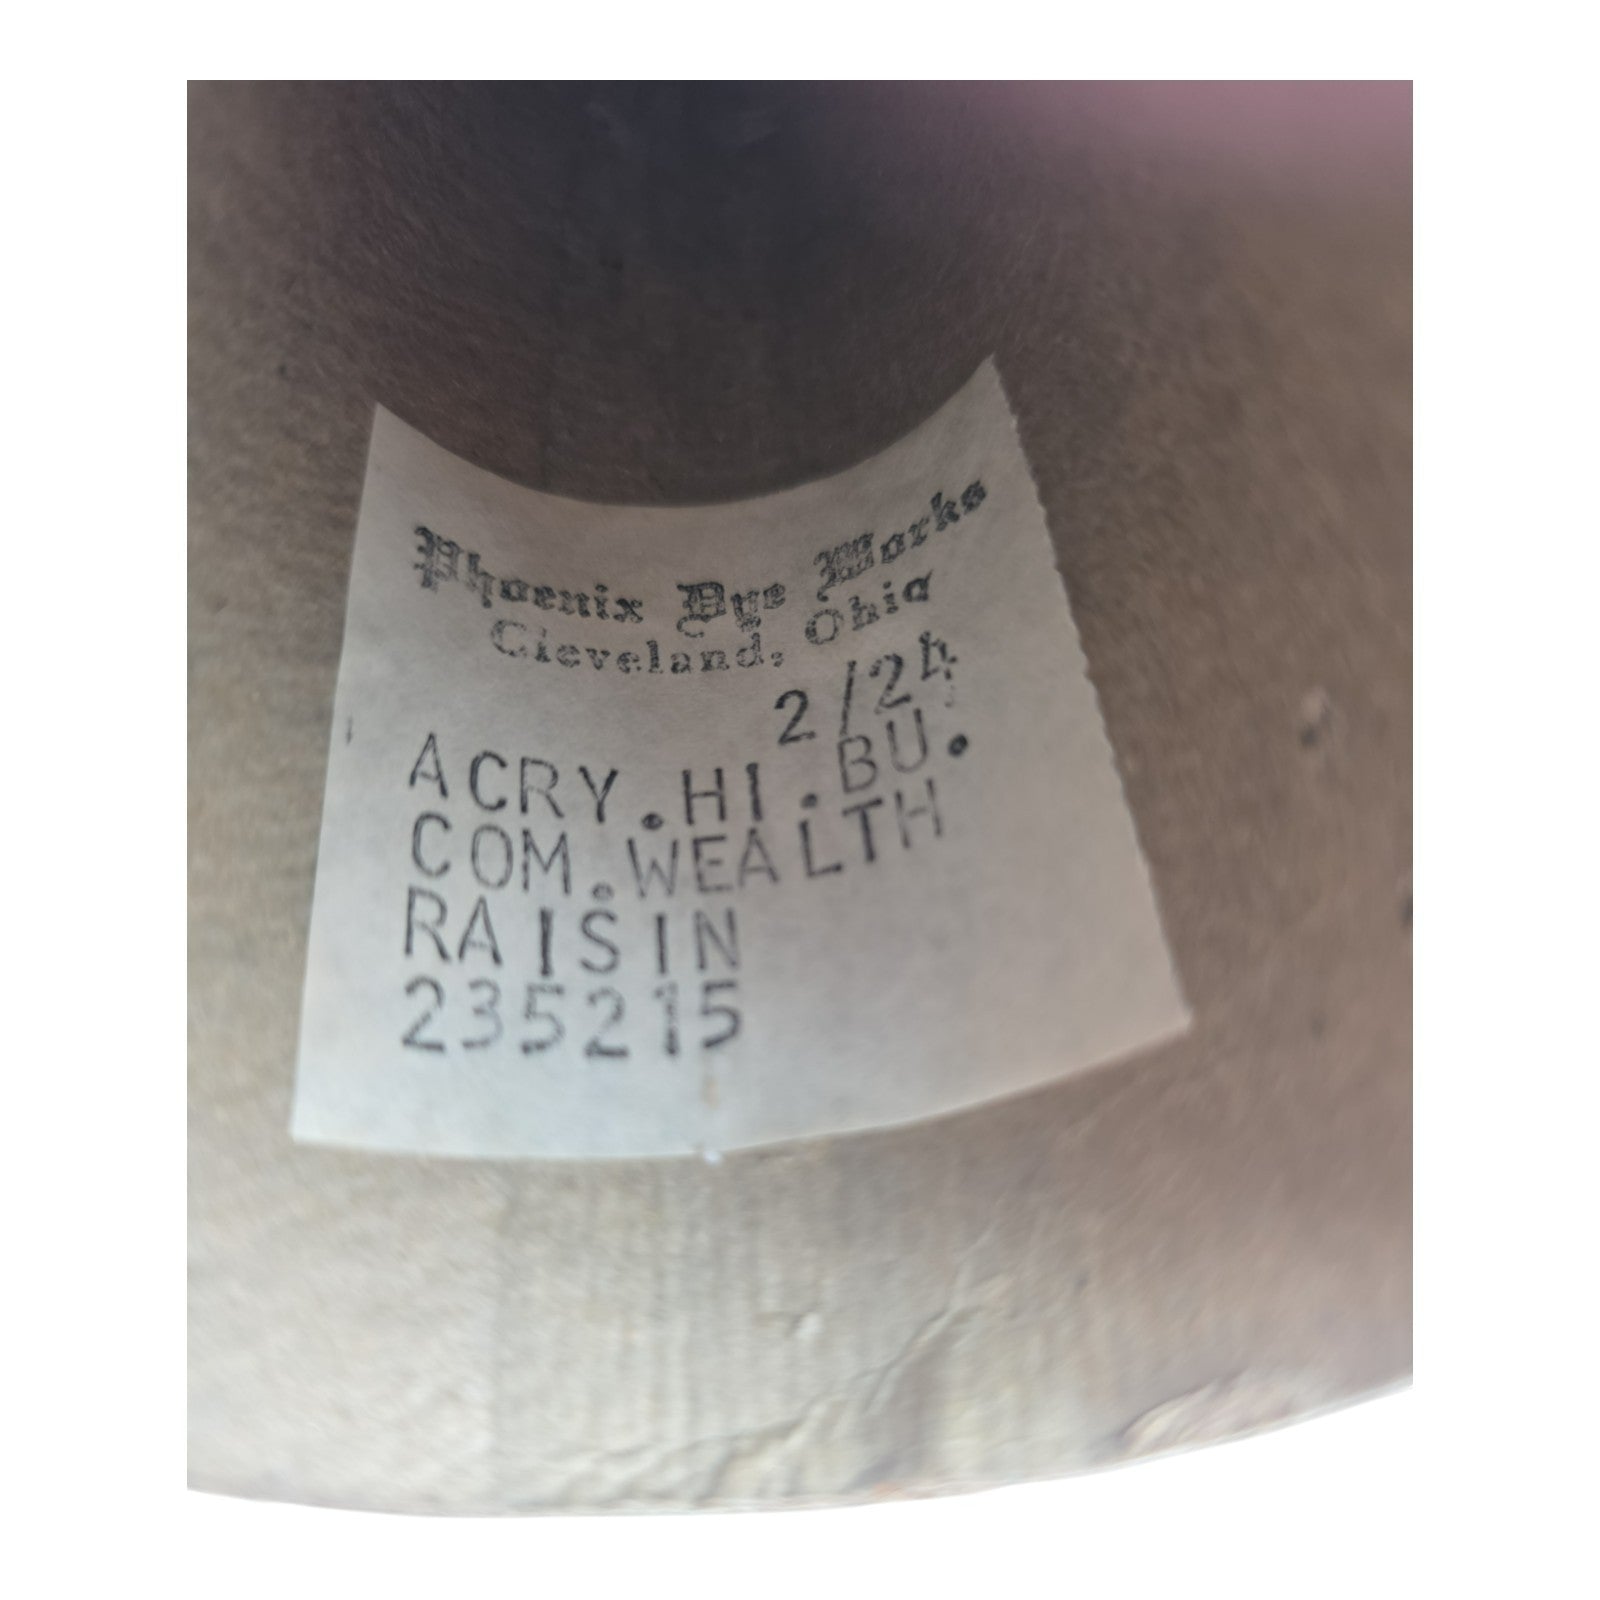 Phoenix Dye Works
Cleveland, Ohio
2/24
ACRY.HI.BU.
COM.WEALTH
RAISIN
235215